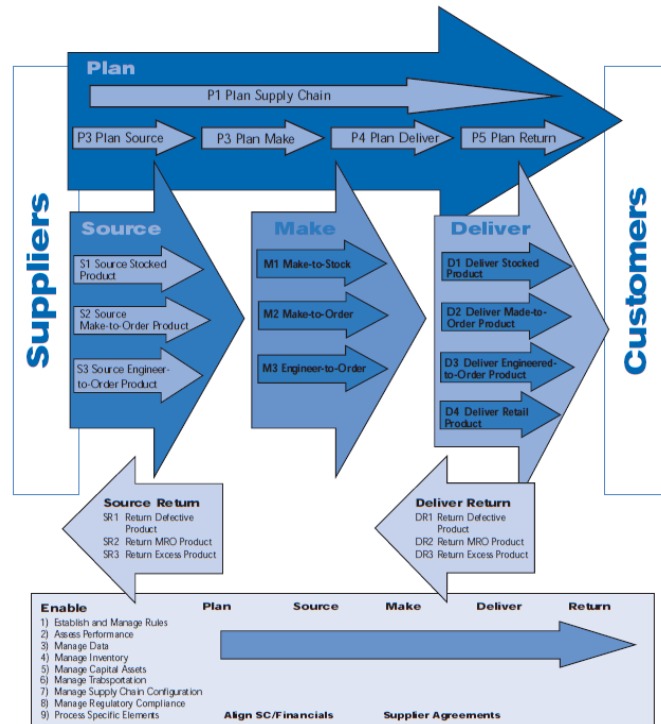 Suppliers
Customers
Plan
P1 Plan Supply Chain
P3 Plan Source
P3 Plan Make
P4 Plan Deliver
P5 Plan Return
Source
S1 Source Stocked
Product
S2 Source
Make-to-Order Product
S3 Source Engineer-
to-Order Product
Make
M1 Make-to-Stock
M2 Make-to-Order
M3 Engineer-to-Order
Deliver
D1 Deliver Stocked
Product
D2 Deliver Made-to-
Order Product
D3 Deliver Engineered-
to-Order Product
D4 Deliver Retail
Product
Source Return
SR1 Return Defective
Product
SR2 Return MRO Product
SR3 Return Excess Product
Deliver Return
DR1 Return Defective
Product
DR2 Return MRO Product
DR3 Return Excess Product
Enable
Plan Source Make Deliver Return
1) Establish and Manage Rules
2) Assess Performance
3) Manage Data
4) Manage Inventory
5) Manage Capital Assets
6) Manage Trabsportation
7) Manage Supply Chain Configuration
8) Manage Regulatory Compliance
9) Process Specific Elements
Align SC/Financials
Supplier Agreements